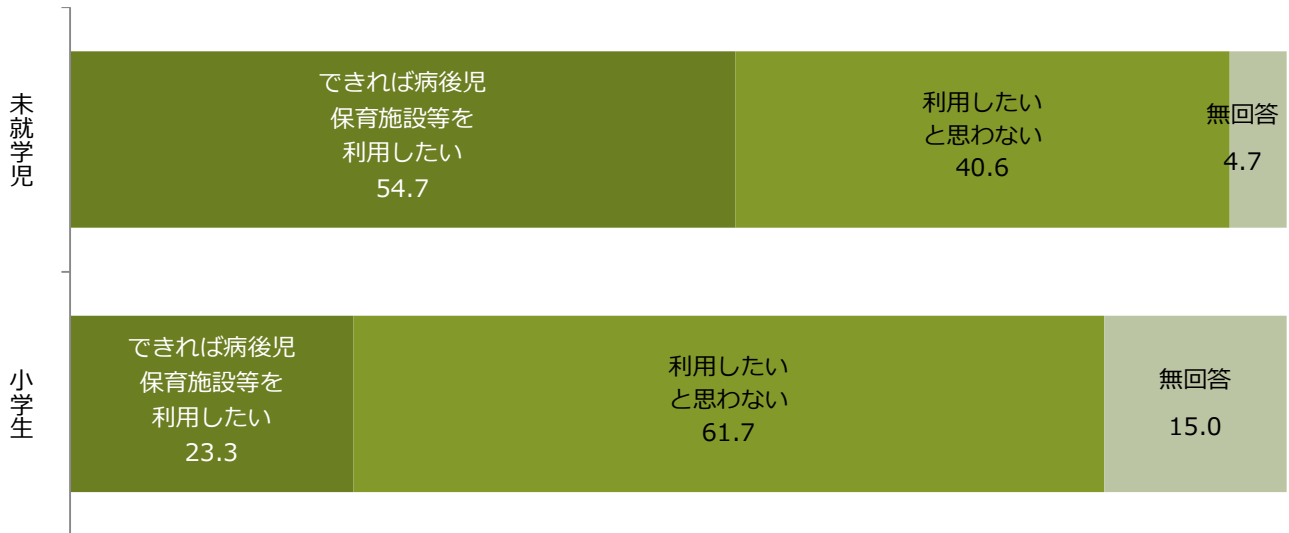 未就学児
できれば病後児
保育施設等を
利用したい
54.7
利用したい
と思わない
40.6
無回答
4.7
小学生
できれば病後児
保育施設等を
利用したい
23.3
利用したい
と思わない
61.7
無回答
15.0